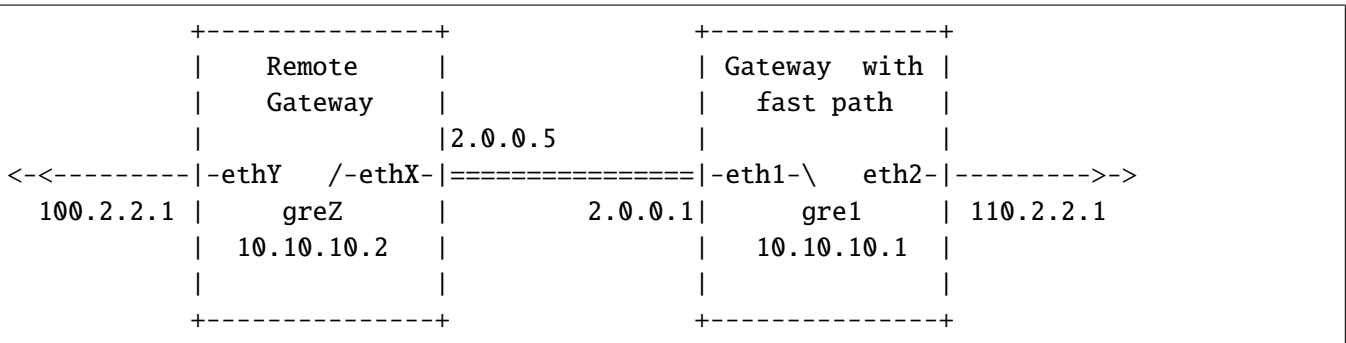 +---------------+                +---------------+
            |    Remote     |                | Gateway  with |
            |    Gateway    |                |   fast path   |
            |               |2.0.0.5         |               |
<-<---------|-ethY   /-ethX-|================|-eth1-\   eth2-|--------->->
  100.2.2.1 |     greZ      |         2.0.0.1|      gre1     | 110.2.2.1
            |  10.10.10.2   |                |   10.10.10.1  |
            |               |                |               |
            +---------------+                +---------------+